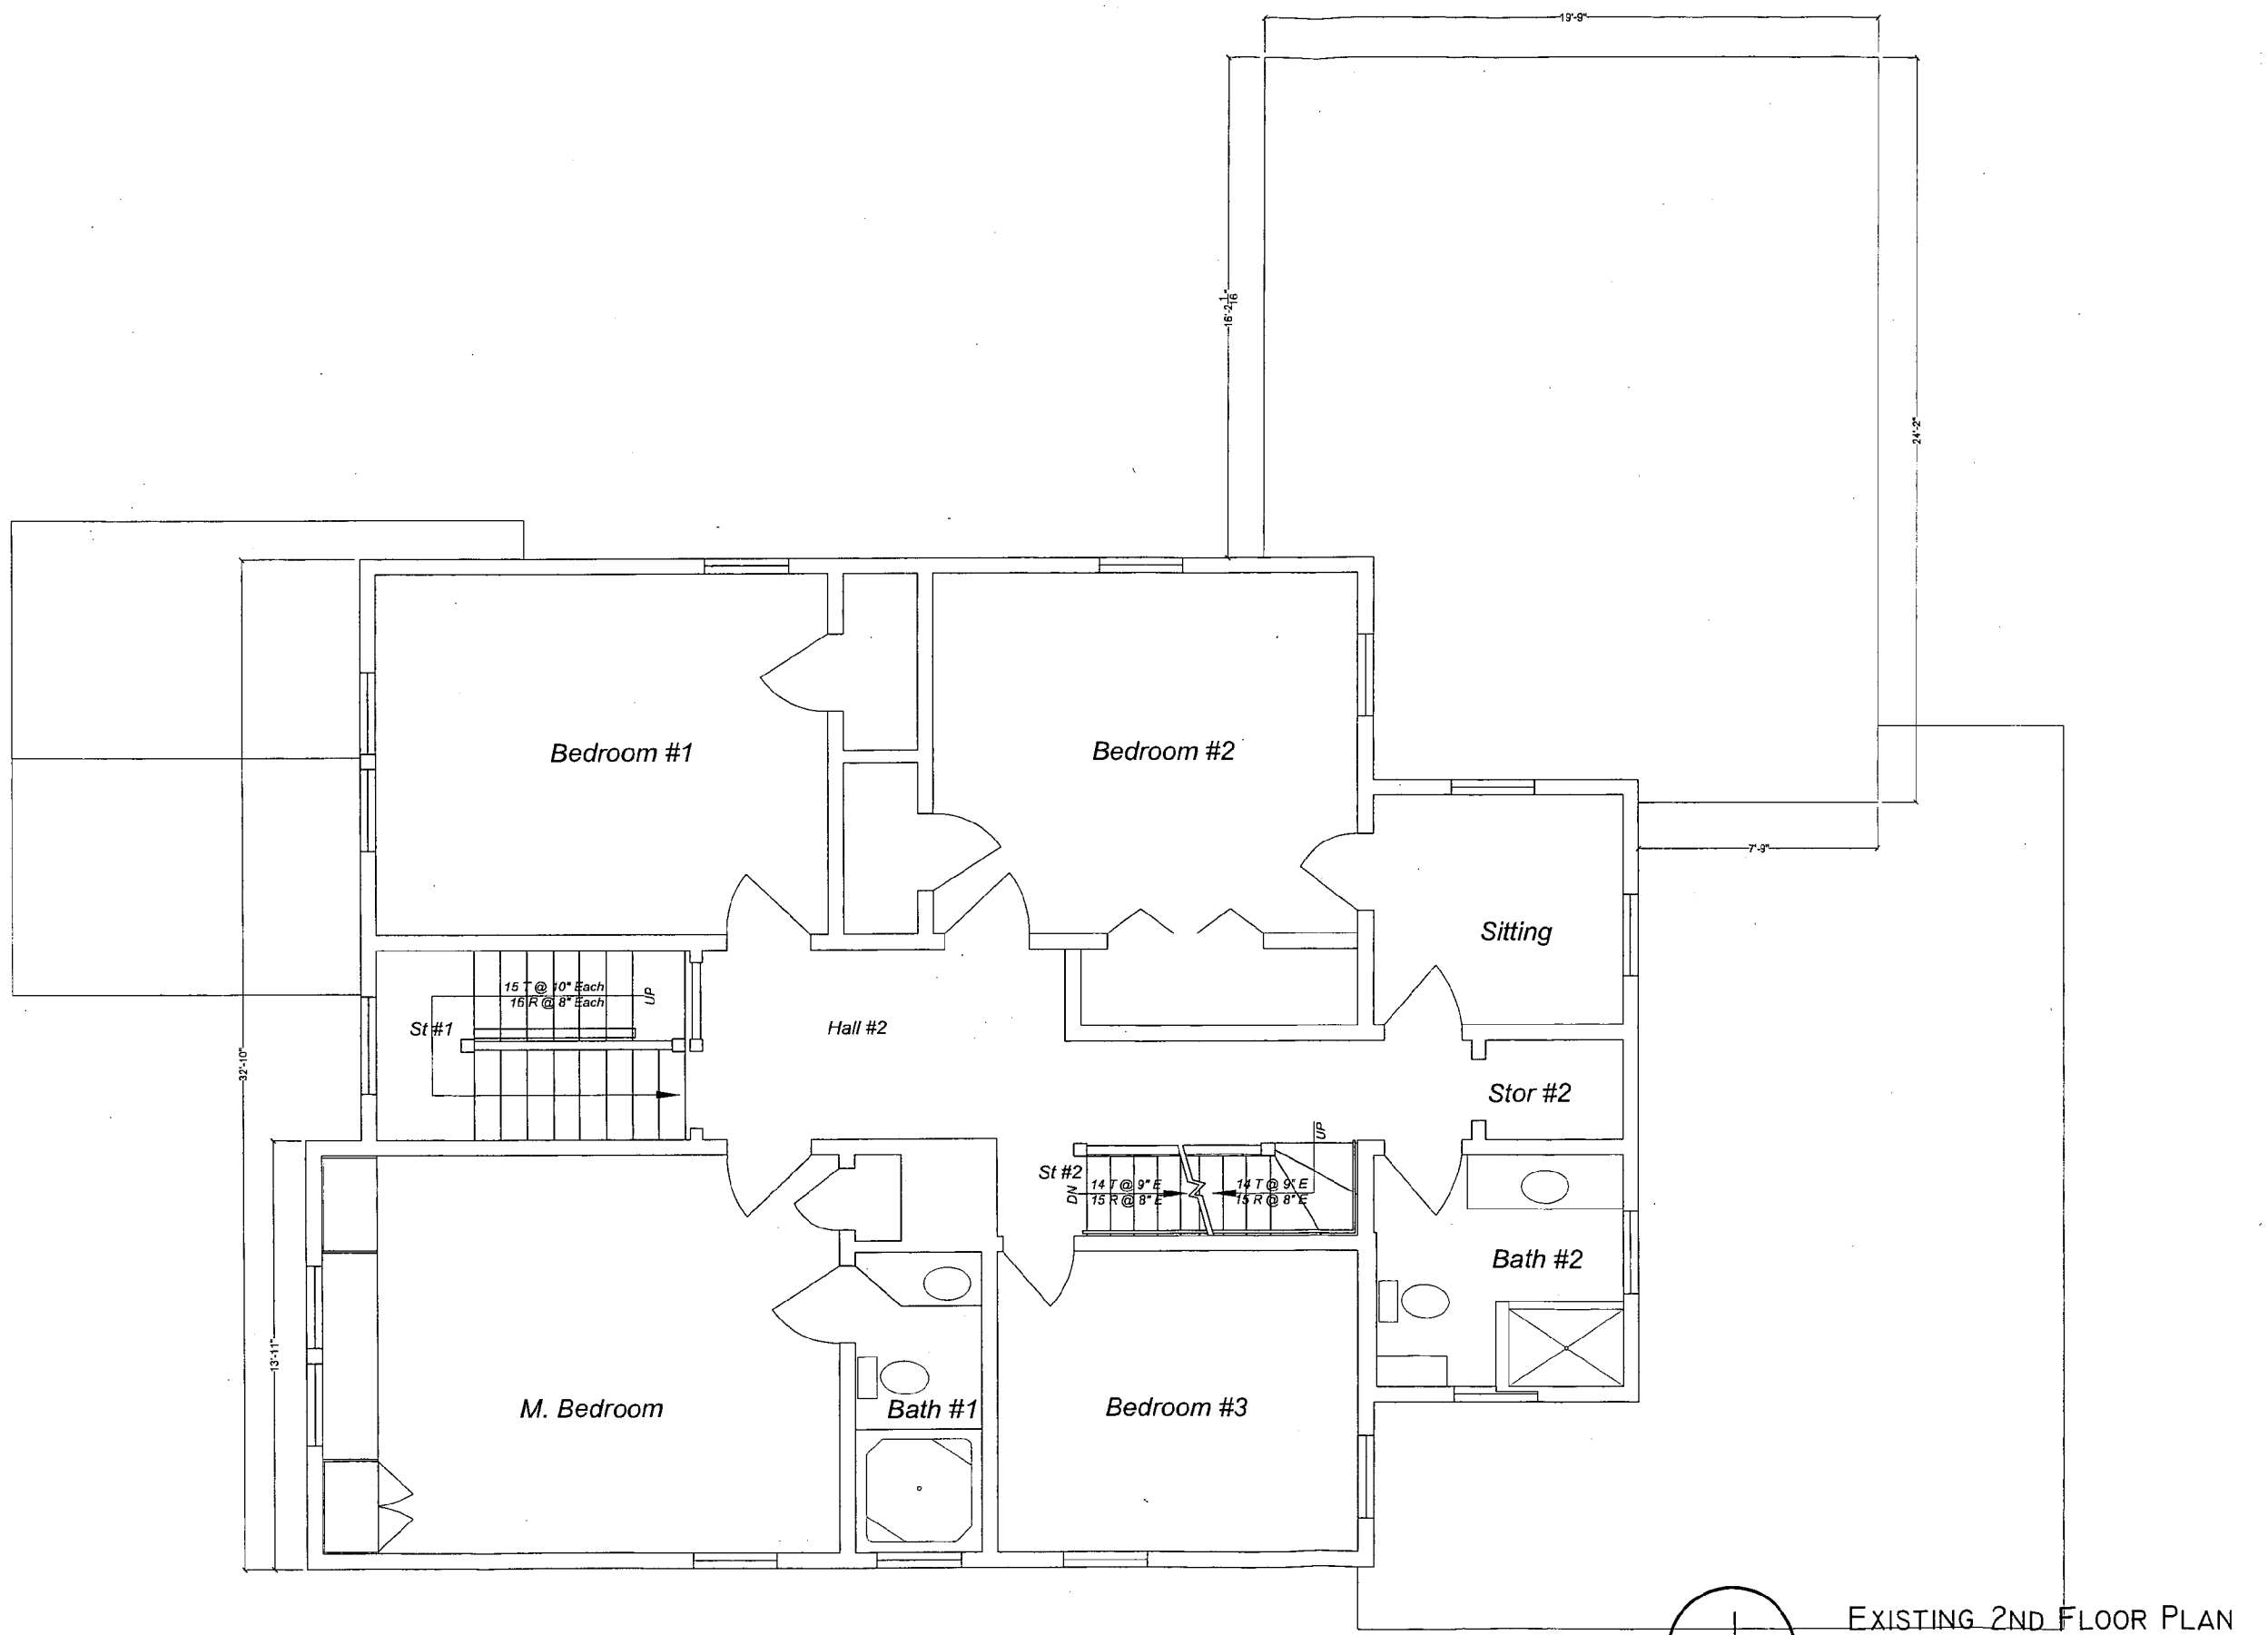 19'-9"
16'-2 1/16"
24'-2"
Bedroom #1
Bedroom #2
7'-9"
Sitting
15 T @ 10" Each
16 R @ 8" Each
UP
St #1
Hall #2
32'-10"
Stor #2
UP
St #2
DN
14 T @ 9" E
15 R @ 8" E
14 T @ 9" E
15 R @ 8" E
Bath #2
13'-11"
M. Bedroom
Bath #1
Bedroom #3
EXISTING 2ND FLOOR PLAN